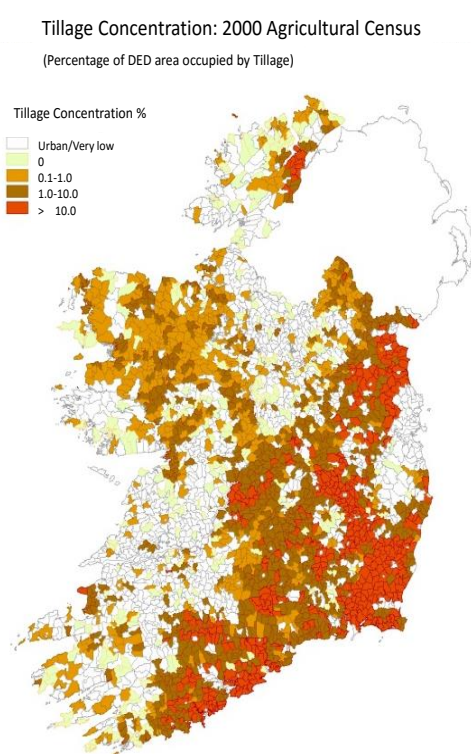 Tillage Concentration: 2000 Agricultural Census
(Percentage of DED area occupied by Tillage)
Tillage Concentration %
Urban/Very low
0
0.1-1.0
1.0-10.0
> 10.0